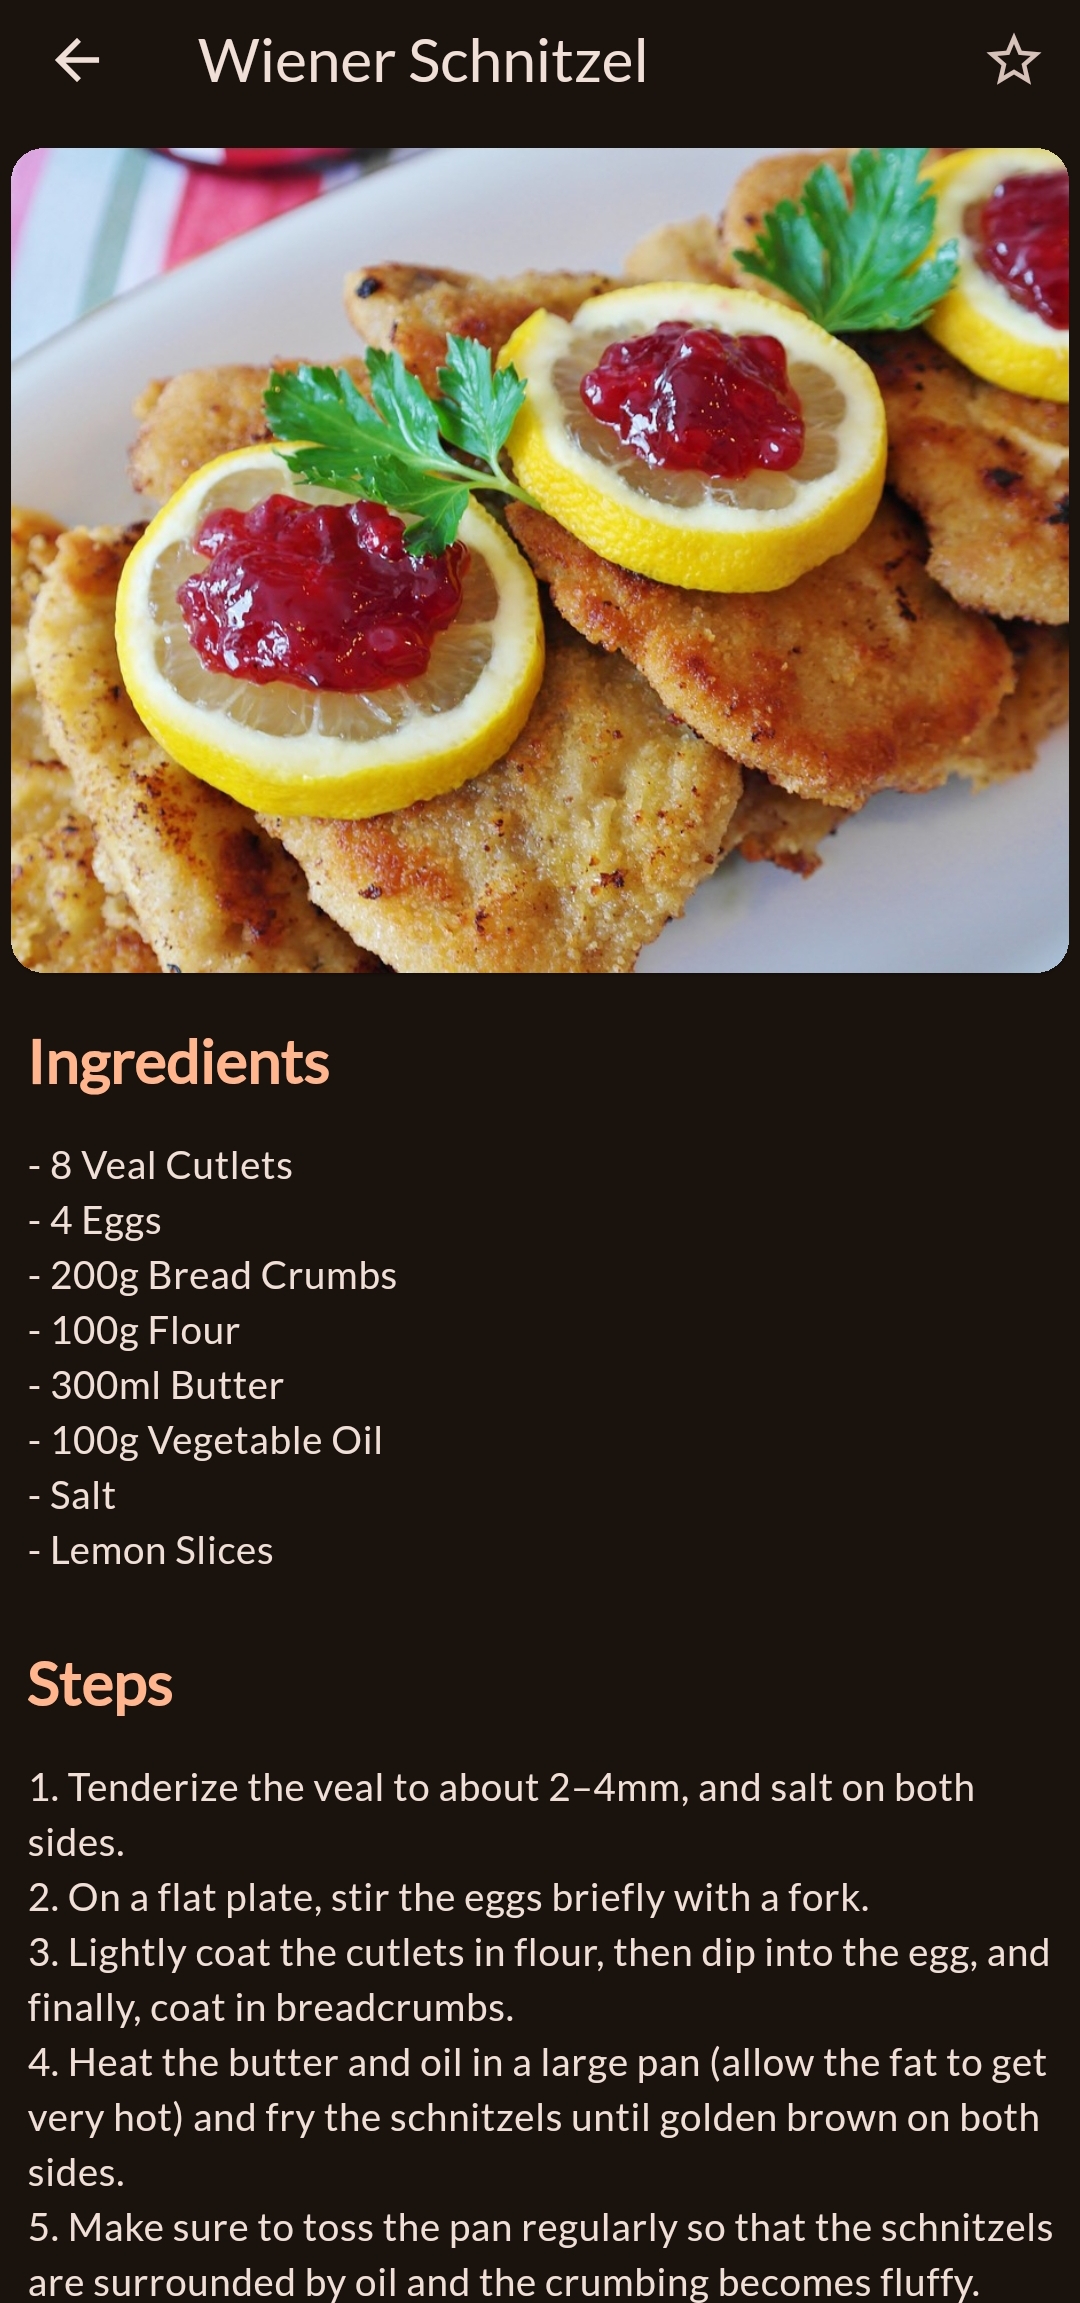 Wiener Schnitzel
Ingredients
- 8 Veal Cutlets
- 4 Eggs
- 200g Bread Crumbs
- 100g Flour
- 300ml Butter
- 100g Vegetable Oil
- Salt
- Lemon Slices
Steps
1. Tenderize the veal to about 2–4mm, and salt on both
sides.
2. On a flat plate, stir the eggs briefly with a fork.
3. Lightly coat the cutlets in flour, then dip into the egg, and
finally, coat in breadcrumbs.
4. Heat the butter and oil in a large pan (allow the fat to get
very hot) and fry the schnitzels until golden brown on both
sides.
5. Make sure to toss the pan regularly so that the schnitzels
are surrounded by oil and the crumbing becomes fluffy.